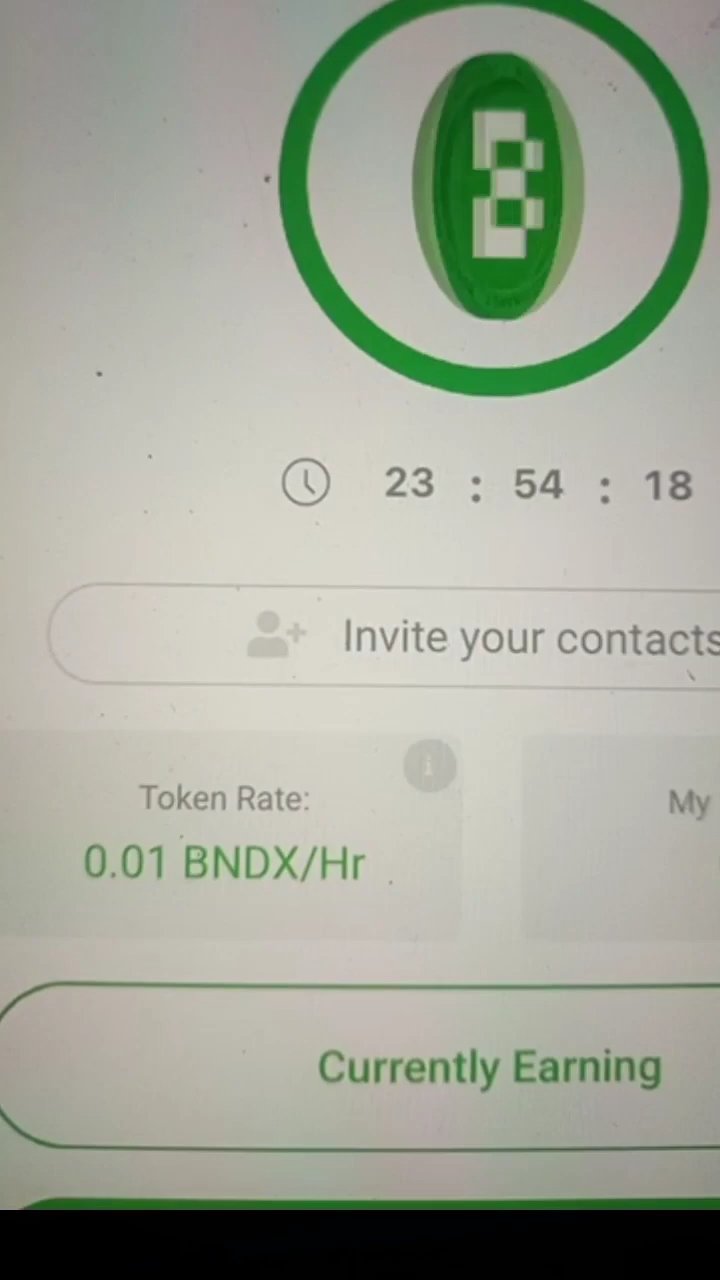 23 : 54 : 18
Invite your contacts
Token Rate:
My
0.01 BNDX/Hr
Currently Earning